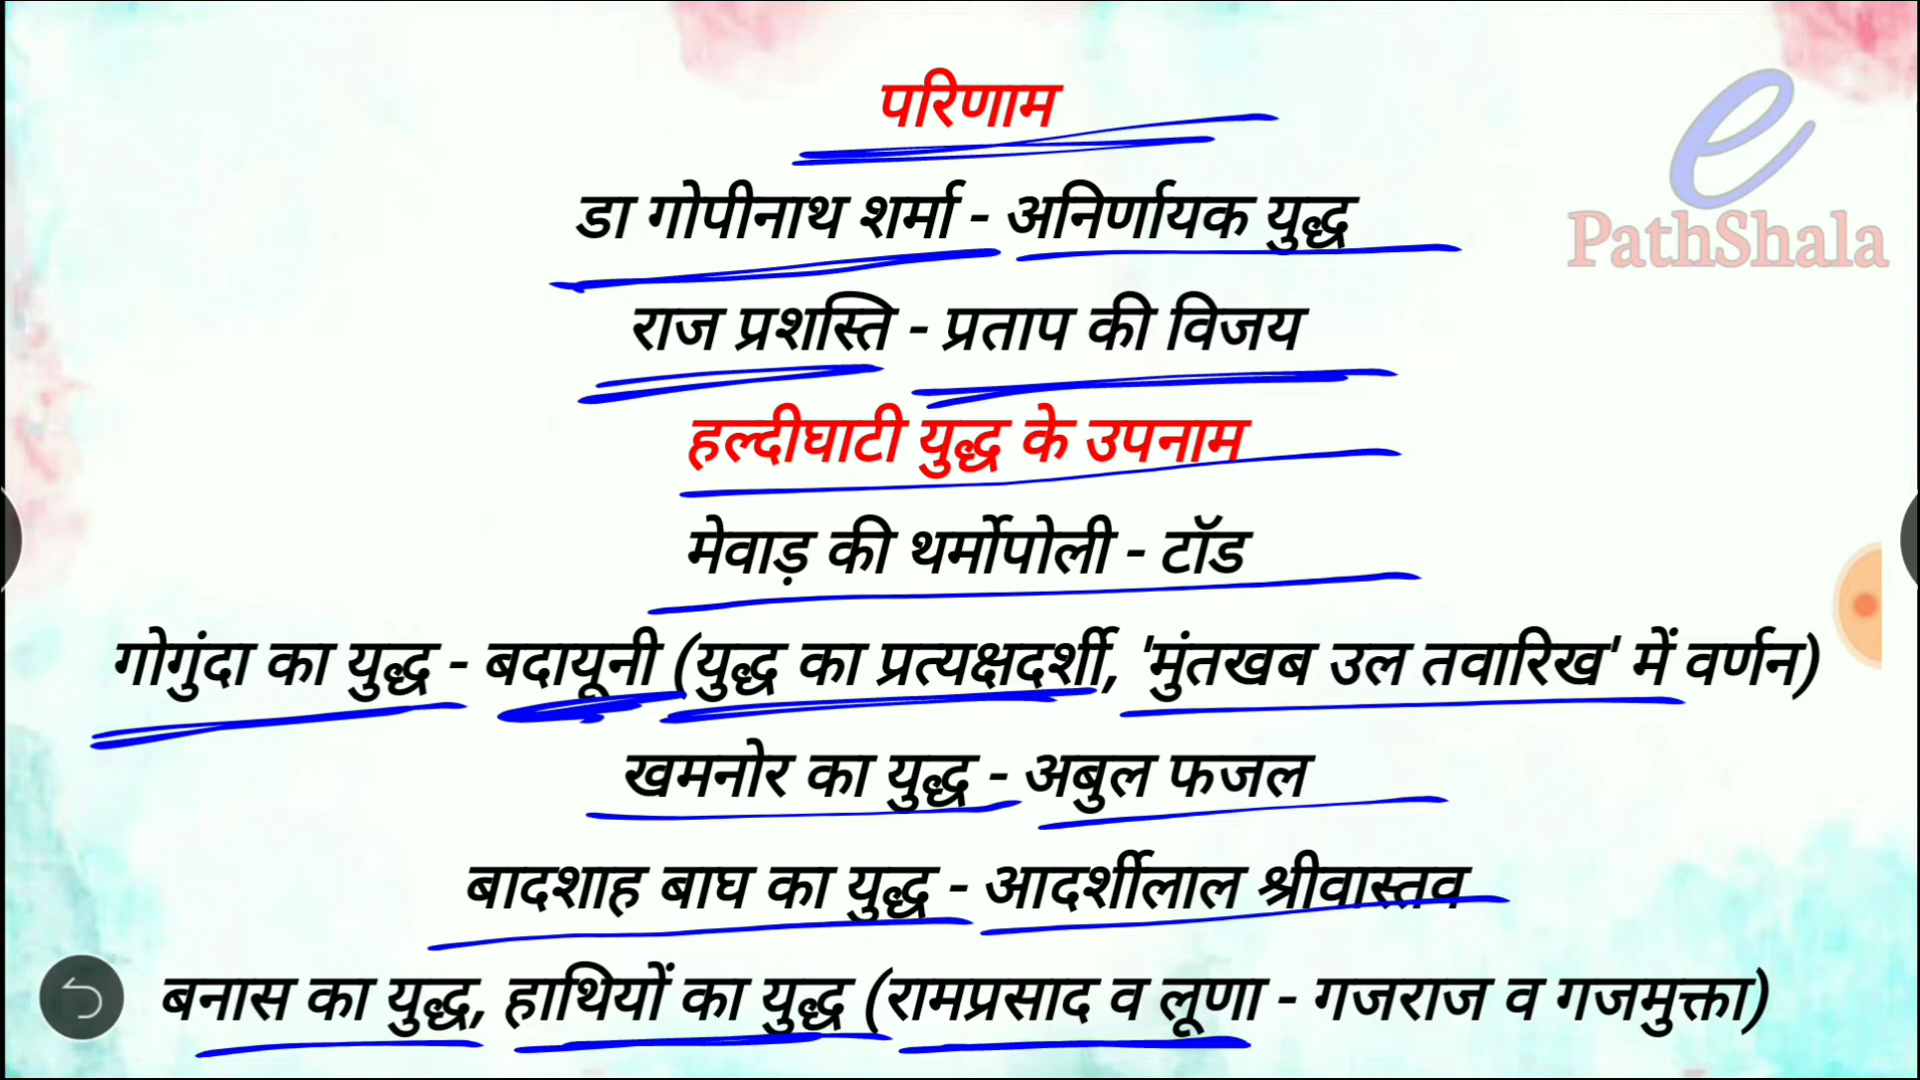 परिणाम
डा गोपीनाथ शर्मा - अनिर्णायक युद्ध
राज प्रशस्ति - प्रताप की विजय
हल्दीघाटी युद्ध के उपनाम
मेवाड़ की थर्मोपोली - टॉड
गोगुंदा का युद्ध - बदायूनी (युद्ध का प्रत्यक्षदर्शी, 'मुंतखब उल तवारिख' में वर्णन)
खमनोर का युद्ध - अबुल फजल
बादशाह बाघ का युद्ध - आदर्शीलाल श्रीवास्तव
बनास का युद्ध, हाथियों का युद्ध (रामप्रसाद व लूणा - गजराज व गजमुक्ता)
e
PathShala